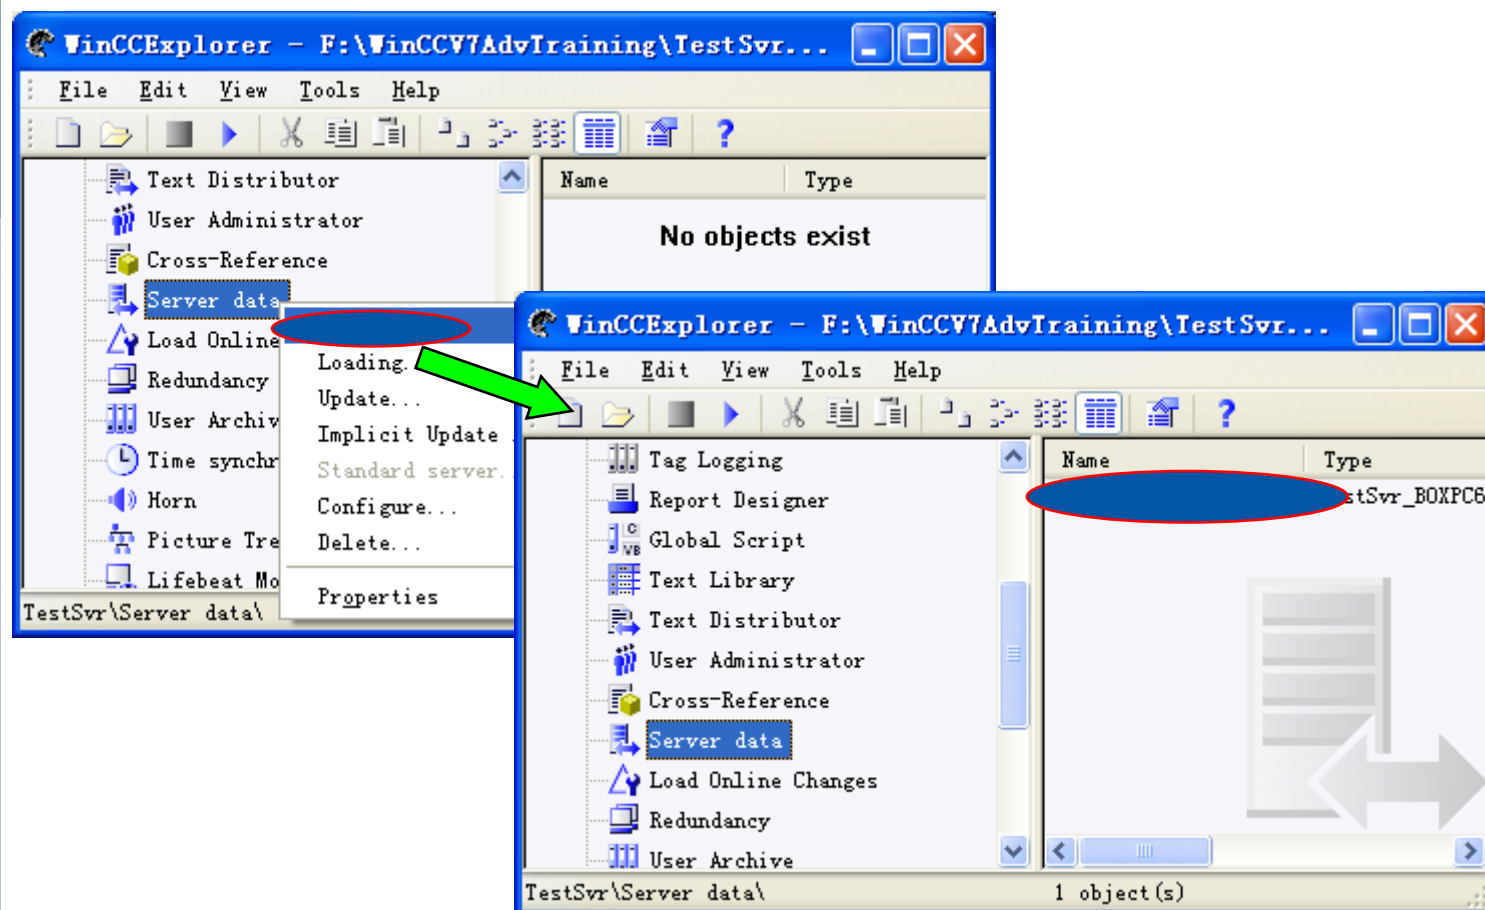 WinCCExplorer - F:\WinCCV7AdvTraining\TestSvr...
File Edit View Tools Help
Text Distributor
User Administrator
Cross-Reference
Server data
Load Online
Redundancy
User Archiv
Time synchr
Horn
Picture Tre
Lifebeat Mo
TestSvr\Server data\
Name Type
No objects exist
Loading.
Update...
Implicit Update .
Standard server.
Configure...
Delete...
Properties
WinCCExplorer - F:\WinCCV7AdvTraining\TestSvr...
File Edit View Tools Help
Tag Logging
Report Designer
Global Script
Text Library
Text Distributor
User Administrator
Cross-Reference
Server data
Load Online Changes
Redundancy
User Archive
Name Type
stSvr_BOXPC6
TestSvr\Server data\ 1 object(s)